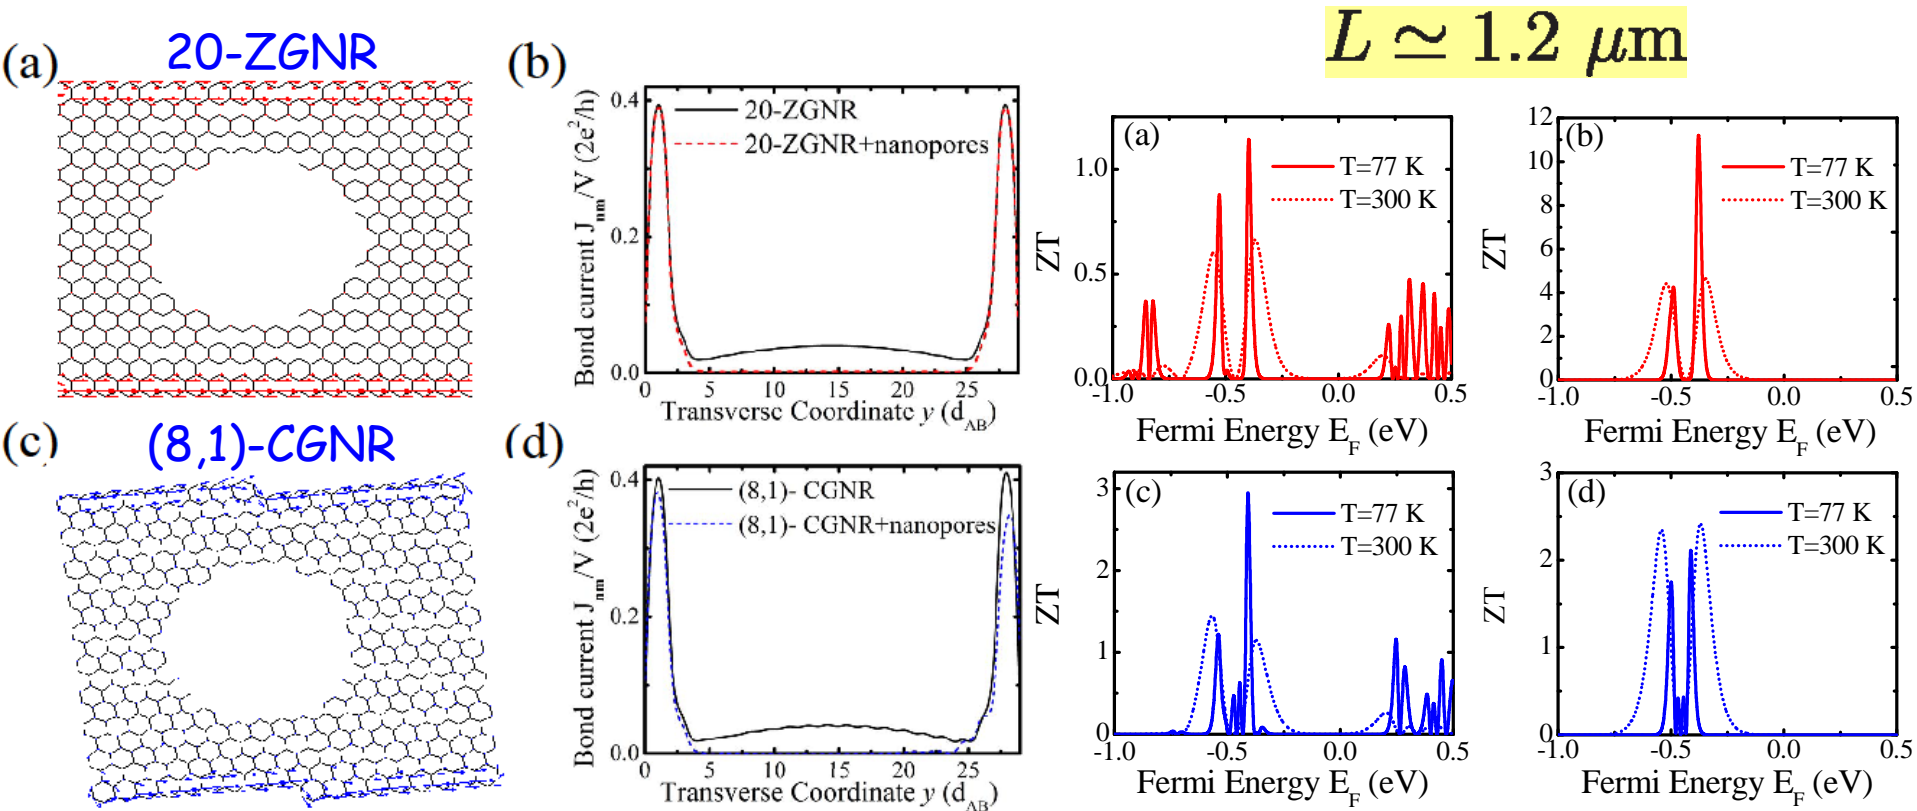 L ≃ 1.2 μm
(a)
20-ZGNR
(b)
20-ZGNR
20-ZGNR+nanopores
Bond current J_nm/V (2e²/h)
0.4
0.2
0.0
0 5 10 15 20 25
Transverse Coordinate y (d_AB)
(c)
(8,1)-CGNR
(d)
(8,1)- CGNR
(8,1)- CGNR+nanopores
Bond current J_nm/V (2e²/h)
0.4
0.2
0.0
0 5 10 15 20 25
Transverse Coordinate y (d_AB)
(a)
T=77 K
T=300 K
ZT
1.0
0.5
0.0
-1.0 -0.5 0.0 0.5
Fermi Energy E_F (eV)
(b)
T=77 K
T=300 K
ZT
12
10
8
6
4
2
0
-1.0 -0.5 0.0 0.5
Fermi Energy E_F (eV)
(c)
T=77 K
T=300 K
ZT
3
2
1
0
-1.0 -0.5 0.0 0.5
Fermi Energy E_F (eV)
(d)
T=77 K
T=300 K
ZT
3
2
1
0
-1.0 -0.5 0.0 0.5
Fermi Energy E_F (eV)